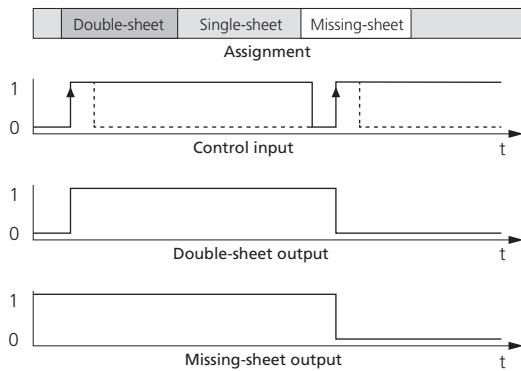 Double-sheet Single-sheet Missing-sheet
Assignment
1
0
Control input t
1
0
Double-sheet output t
1
0
Missing-sheet output t